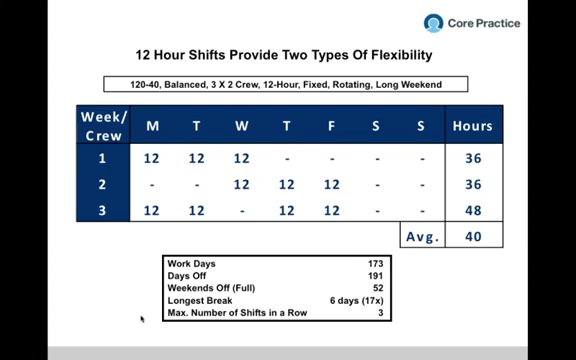 Core Practice
12 Hour Shifts Provide Two Types Of Flexibility
120-40, Balanced, 3 X 2 Crew, 12-Hour, Fixed, Rotating, Long Weekend
Week/ Crew M T W T F S S Hours
1 12 12 12 - - - - 36
2 - - 12 12 12 - - 36
3 12 12 - 12 12 - - 48
Avg. 40
Work Days 173
Days Off 191
Weekends Off (Full) 52
Longest Break 6 days (17x)
Max. Number of Shifts in a Row 3